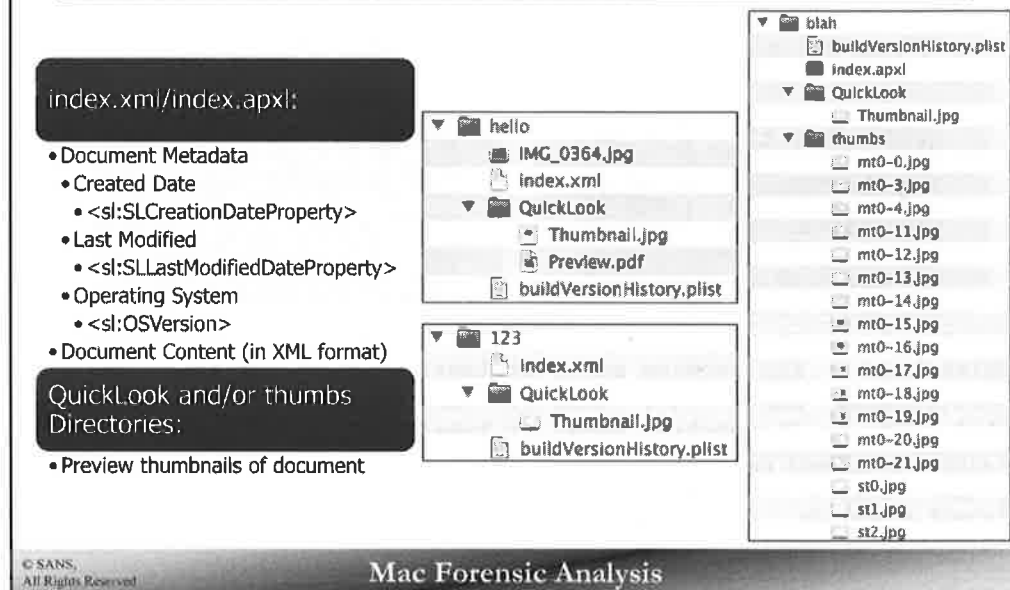 index.xml/index.apxl:
• Document Metadata
• Created Date
• <sl:SLCreationDateProperty>
• Last Modified
• <sl:SLLastModifiedDateProperty>
• Operating System
• <sl:OSVersion>
• Document Content (in XML format)
QuickLook and/or thumbs
Directories:
• Preview thumbnails of document
hello
IMG_0364.jpg
index.xml
QuickLook
Thumbnail.jpg
Preview.pdf
buildVersionHistory.plist
123
index.xml
QuickLook
Thumbnail.jpg
buildVersionHistory.plist
blah
buildVersionHistory.plist
index.apxl
QuickLook
Thumbnail.jpg
thumbs
mt0-0.jpg
mt0-3.jpg
mt0-4.jpg
mt0-11.jpg
mt0-12.jpg
mt0-13.jpg
mt0-14.jpg
mt0-15.jpg
mt0-16.jpg
mt0-17.jpg
mt0-18.jpg
mt0-19.jpg
mt0-20.jpg
mt0-21.jpg
st0.jpg
st1.jpg
st2.jpg
© SANS,
All Rights Reserved
Mac Forensic Analysis